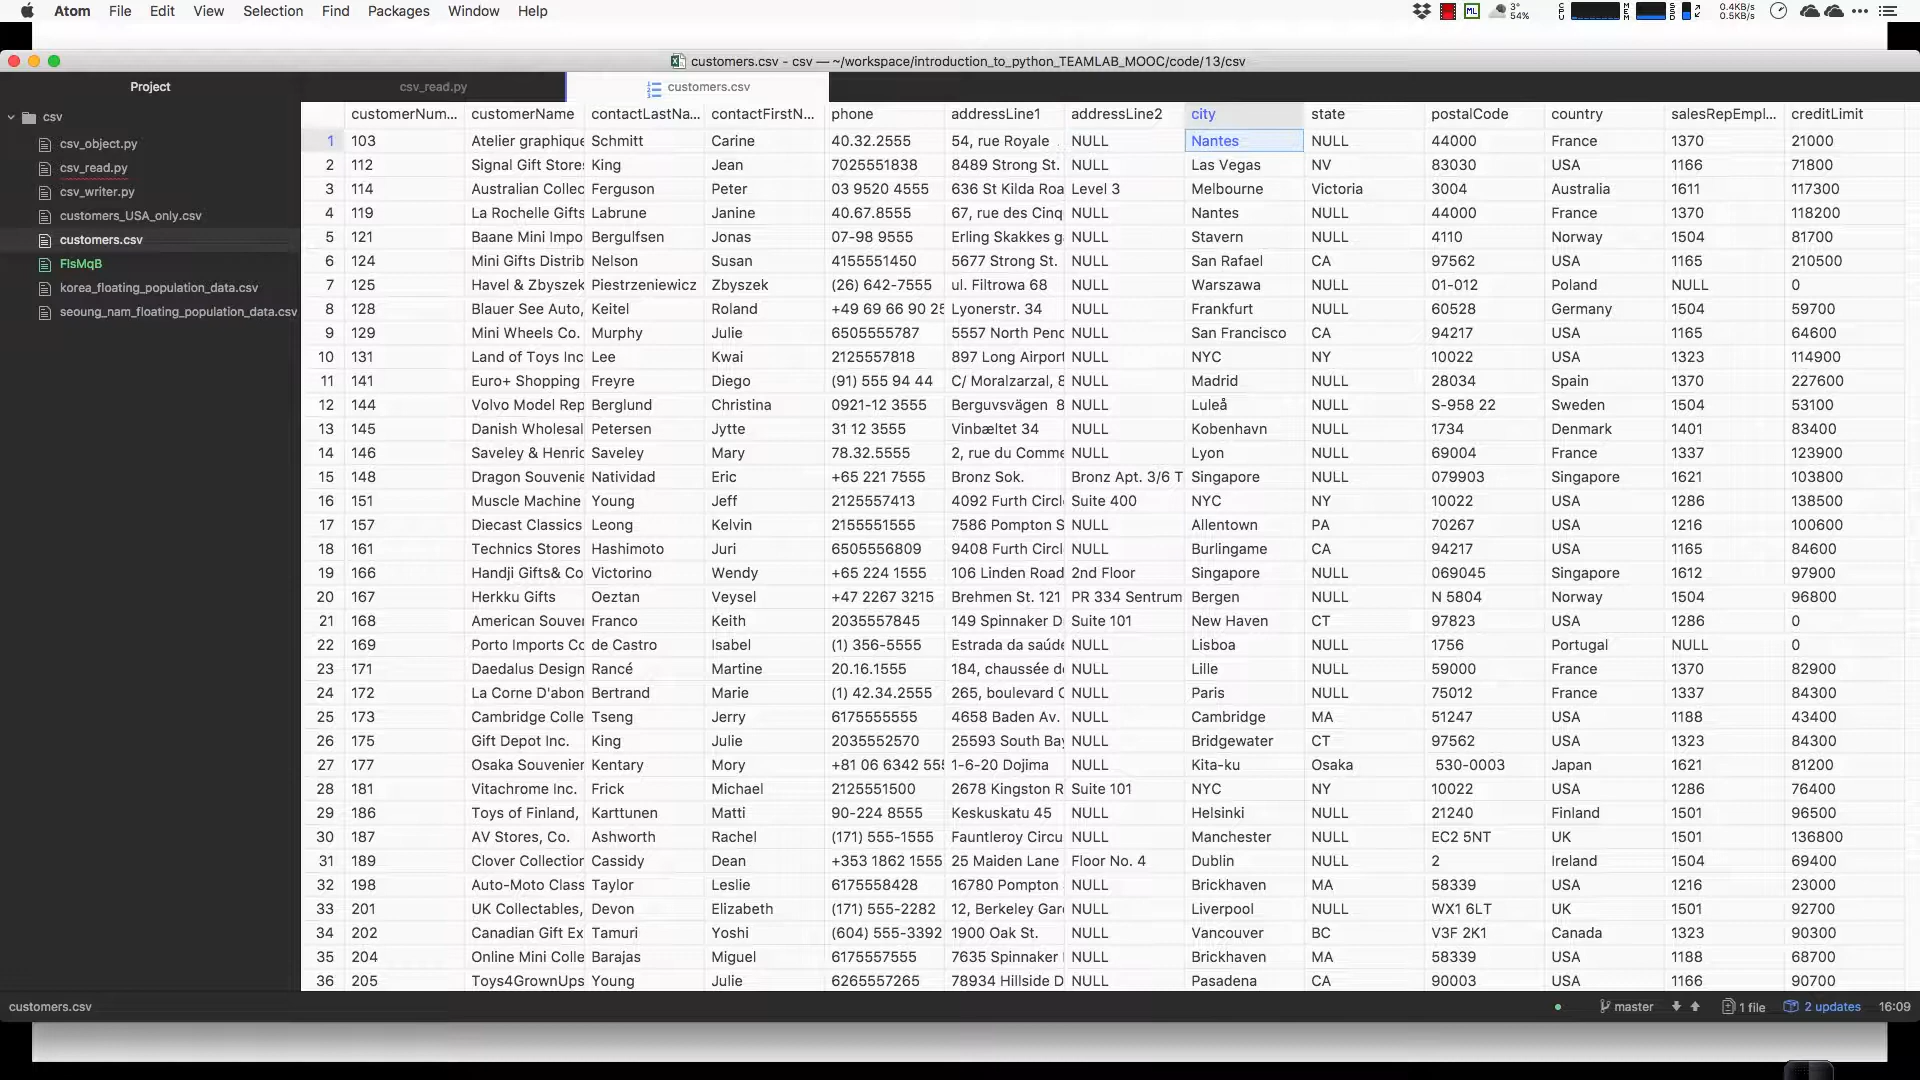 Atom File Edit View Selection Find Packages Window Help 3° 54% 0.4KB/s 0.5KB/s
customers.csv - csv — ~/workspace/introduction_to_python_TEAMLAB_MOOC/code/13/csv
Project csv_read.py customers.csv
csv
csv_object.py
csv_read.py
csv_writer.py
customers_USA_only.csv
customers.csv
FlsMqB
korea_floating_population_data.csv
seoung_nam_floating_population_data.csv
customerNum... customerName contactLastNa... contactFirstN... phone addressLine1 addressLine2 city state postalCode country salesRepEmpl... creditLimit
1 103 Atelier graphique Schmitt Carine 40.32.2555 54, rue Royale NULL Nantes NULL 44000 France 1370 21000
2 112 Signal Gift Store King Jean 7025551838 8489 Strong St. NULL Las Vegas NV 83030 USA 1166 71800
3 114 Australian Collec Ferguson Peter 03 9520 4555 636 St Kilda Roa Level 3 Melbourne Victoria 3004 Australia 1611 117300
4 119 La Rochelle Gifts Labrune Janine 40.67.8555 67, rue des Cinq NULL Nantes NULL 44000 France 1370 118200
5 121 Baane Mini Impo Bergulfsen Jonas 07-98 9555 Erling Skakkes g NULL Stavern NULL 4110 Norway 1504 81700
6 124 Mini Gifts Distrib Nelson Susan 4155551450 5677 Strong St. NULL San Rafael CA 97562 USA 1165 210500
7 125 Havel & Zbyszek Piestrzeniewicz Zbyszek (26) 642-7555 ul. Filtrowa 68 NULL Warszawa NULL 01-012 Poland NULL 0
8 128 Blauer See Auto, Keitel Roland +49 69 66 90 25 Lyonerstr. 34 NULL Frankfurt NULL 60528 Germany 1504 59700
9 129 Mini Wheels Co. Murphy Julie 6505555787 5557 North Pend NULL San Francisco CA 94217 USA 1165 64600
10 131 Land of Toys Inc Lee Kwai 2125557818 897 Long Airport NULL NYC NY 10022 USA 1323 114900
11 141 Euro+ Shopping Freyre Diego (91) 555 94 44 C/ Moralzarzal, 8 NULL Madrid NULL 28034 Spain 1370 227600
12 144 Volvo Model Rep Berglund Christina 0921-12 3555 Berguvsvägen 8 NULL Luleå NULL S-958 22 Sweden 1504 53100
13 145 Danish Wholesal Petersen Jytte 31 12 3555 Vinbæltet 34 NULL Kobenhavn NULL 1734 Denmark 1401 83400
14 146 Saveley & Henric Saveley Mary 78.32.5555 2, rue du Comme NULL Lyon NULL 69004 France 1337 123900
15 148 Dragon Souvenie Natividad Eric +65 221 7555 Bronz Sok. Bronz Apt. 3/6 T Singapore NULL 079903 Singapore 1621 103800
16 151 Muscle Machine Young Jeff 2125557413 4092 Furth Circl Suite 400 NYC NY 10022 USA 1286 138500
17 157 Diecast Classics Leong Kelvin 2155551555 7586 Pompton S NULL Allentown PA 70267 USA 1216 100600
18 161 Technics Stores Hashimoto Juri 6505556809 9408 Furth Circl NULL Burlingame CA 94217 USA 1165 84600
19 166 Handji Gifts& Co Victorino Wendy +65 224 1555 106 Linden Road 2nd Floor Singapore NULL 069045 Singapore 1612 97900
20 167 Herkku Gifts Oeztan Veysel +47 2267 3215 Brehmen St. 121 PR 334 Sentrum Bergen NULL N 5804 Norway 1504 96800
21 168 American Souver Franco Keith 2035557845 149 Spinnaker D Suite 101 New Haven CT 97823 USA 1286 0
22 169 Porto Imports Co de Castro Isabel (1) 356-5555 Estrada da saúde NULL Lisboa NULL 1756 Portugal NULL 0
23 171 Daedalus Design Rancé Martine 20.16.1555 184, chaussée de NULL Lille NULL 59000 France 1370 82900
24 172 La Corne D'abon Bertrand Marie (1) 42.34.2555 265, boulevard C NULL Paris NULL 75012 France 1337 84300
25 173 Cambridge Colle Tseng Jerry 6175555555 4658 Baden Av. NULL Cambridge MA 51247 USA 1188 43400
26 175 Gift Depot Inc. King Julie 2035552570 25593 South Bay NULL Bridgewater CT 97562 USA 1323 84300
27 177 Osaka Souvenier Kentary Mory +81 06 6342 555 1-6-20 Dojima NULL Kita-ku Osaka 530-0003 Japan 1621 81200
28 181 Vitachrome Inc. Frick Michael 2125551500 2678 Kingston R Suite 101 NYC NY 10022 USA 1286 76400
29 186 Toys of Finland, Karttunen Matti 90-224 8555 Keskuskatu 45 NULL Helsinki NULL 21240 Finland 1501 96500
30 187 AV Stores, Co. Ashworth Rachel (171) 555-1555 Fauntleroy Circu NULL Manchester NULL EC2 5NT UK 1501 136800
31 189 Clover Collection Cassidy Dean +353 1862 1555 25 Maiden Lane Floor No. 4 Dublin NULL 2 Ireland 1504 69400
32 198 Auto-Moto Class Taylor Leslie 6175558428 16780 Pompton NULL Brickhaven MA 58339 USA 1216 23000
33 201 UK Collectables, Devon Elizabeth (171) 555-2282 12, Berkeley Gar NULL Liverpool NULL WX1 6LT UK 1501 92700
34 202 Canadian Gift Ex Tamuri Yoshi (604) 555-3392 1900 Oak St. NULL Vancouver BC V3F 2K1 Canada 1323 90300
35 204 Online Mini Colle Barajas Miguel 6175557555 7635 Spinnaker NULL Brickhaven MA 58339 USA 1188 68700
36 205 Toys4GrownUps Young Julie 6265557265 78934 Hillside D NULL Pasadena CA 90003 USA 1166 90700
customers.csv master 1 file 2 updates 16:09